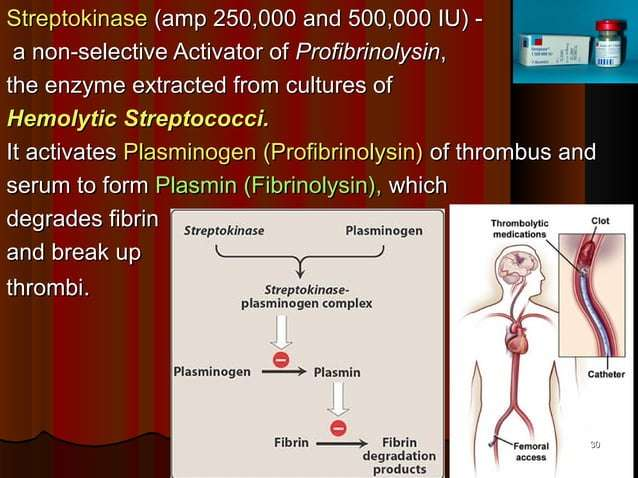 Streptokinase (amp 250,000 and 500,000 IU) -
a non-selective Activator of Profibrinolysin,
the enzyme extracted from cultures of
Hemolytic Streptococci.
It activates Plasminogen (Profibrinolysin) of thrombus and
serum to form Plasmin (Fibrinolysin), which
degrades fibrin
and break up
thrombi.
Streptokinase Plasminogen
Streptokinase-
plasminogen complex
Plasminogen Plasmin
Fibrin Fibrin
degradation
products
Thrombolytic
medications
Clot
Catheter
Femoral
access
30